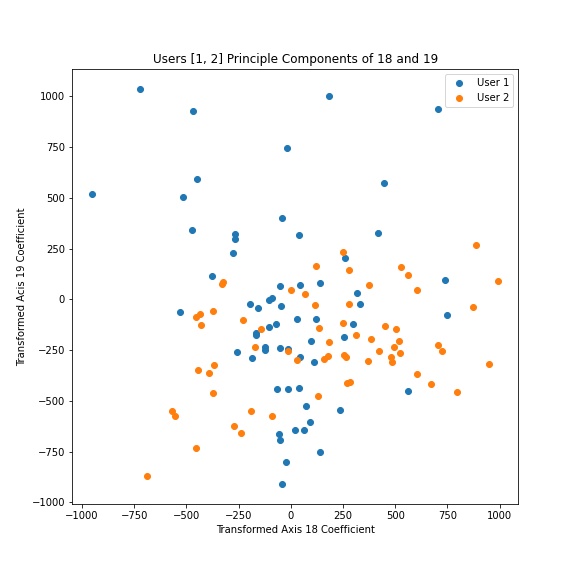 Users [1, 2] Principle Components of 18 and 19
User 1
User 2
1000
750
500
250
0
−250
−500
−750
−1000
Transformed Acis 19 Coefficient
−1000 −750 −500 −250 0 250 500 750 1000
Transformed Axis 18 Coefficient